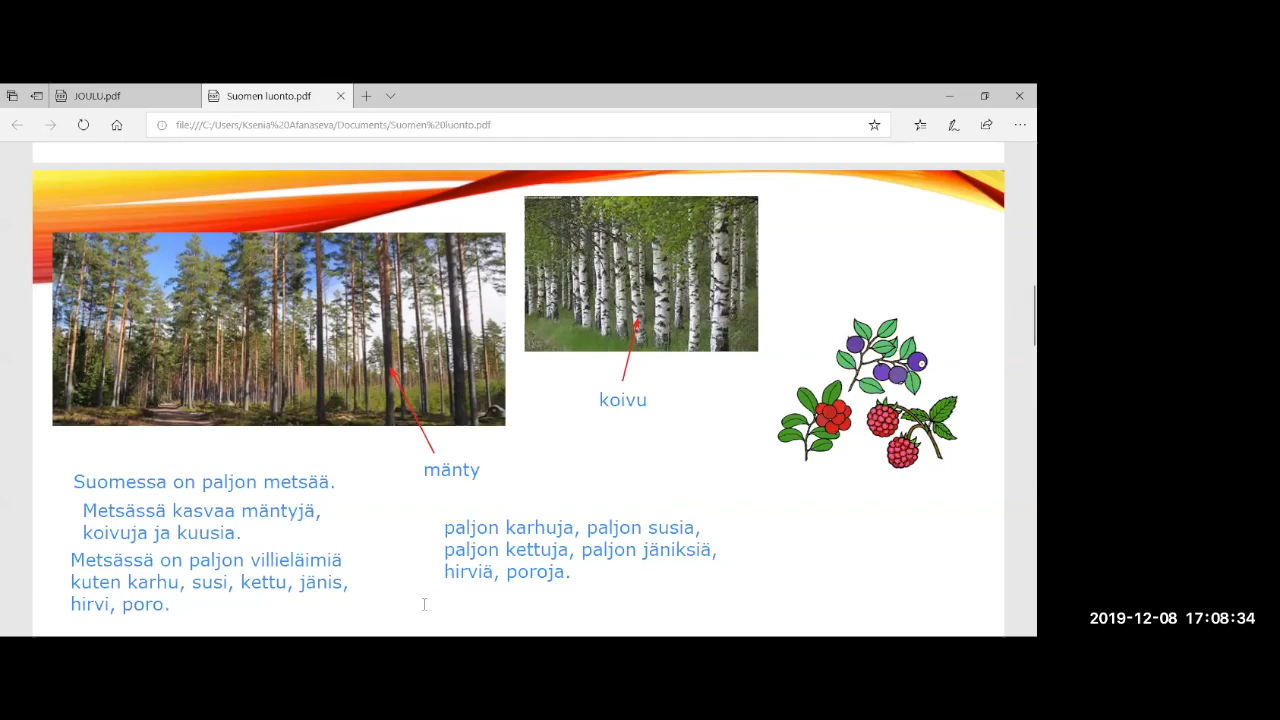 JOULU.pdf
Suomen luonto.pdf
file:///C:/Users/Ksenia%20Afanaseva/Documents/Suomen%20luonto.pdf
koivu
mänty
Suomessa on paljon metsää.
Metsässä kasvaa mäntyjä,
koivuja ja kuusia.
Metsässä on paljon villieläimiä
kuten karhu, susi, kettu, jänis,
hirvi, poro.
paljon karhuja, paljon susia,
paljon kettuja, paljon jäniksiä,
hirviä, poroja.
2019-12-08 17:08:34